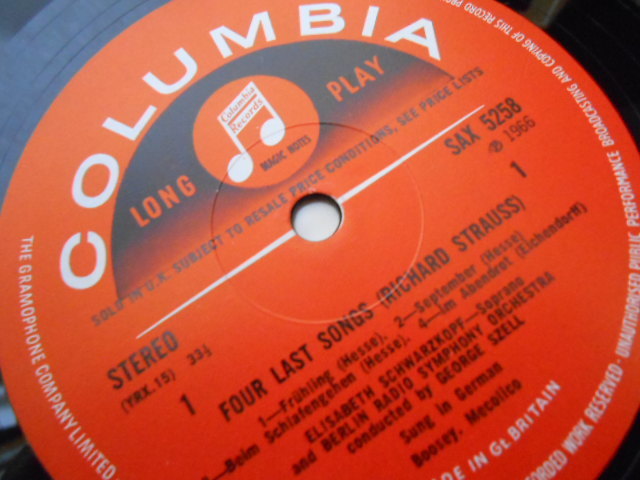 COLUMBIA
LONG PLAY
Columbia
Records
MAGIC NOTES
SOLD IN U.K. SUBJECT TO RESALE PRICE CONDITIONS, SEE PRICE LISTS
STEREO
(YRX.15) 33⅓
SAX 5258
℗ 1966
1
1
FOUR LAST SONGS (RICHARD STRAUSS)
1—Frühling (Hesse). 2—September (Hesse)
—Beim Schlafengehen (Hesse). 4—Im Abendrot (Eichendorff)
ELISABETH SCHWARZKOPF—Soprano
and BERLIN RADIO SYMPHONY ORCHESTRA
conducted by GEORGE SZELL
Sung in German
Boosey. Mecolico
DE IN Gt. BRITAIN
THE GRAMOPHONE COMPANY LIMITED
CORDED WORK RESERVED · UNAUTHORISED PUBLIC PERFORMANCE BROADCASTING AND COPYING OF THIS RECORD PRO